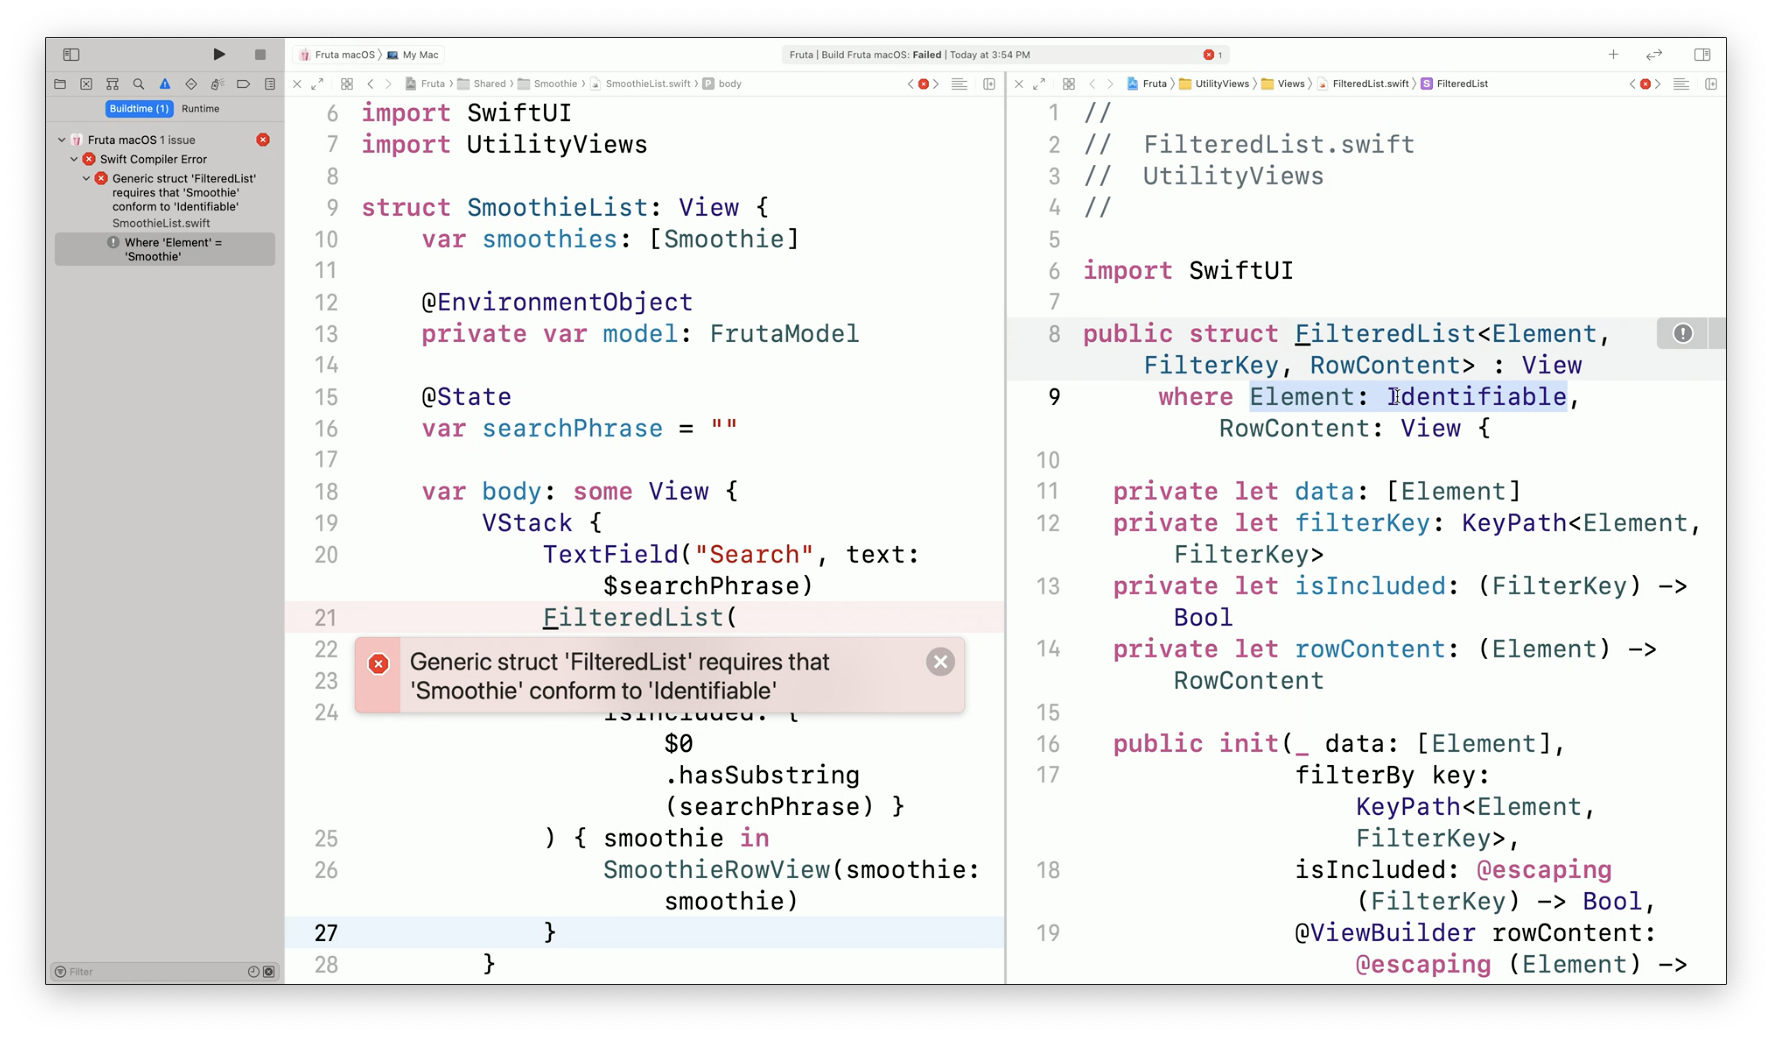 Fruta macOS 〉 My Mac
Fruta | Build Fruta macOS: Failed | Today at 3:54 PM
1
Buildtime (1) Runtime
Fruta macOS 1 issue
Swift Compiler Error
Generic struct 'FilteredList'
requires that 'Smoothie'
conform to 'Identifiable'
SmoothieList.swift
Where 'Element' =
'Smoothie'
Filter
Fruta 〉 Shared 〉 Smoothie 〉 SmoothieList.swift 〉 P body
6 import SwiftUI
7 import UtilityViews
8
9 struct SmoothieList: View {
10 var smoothies: [Smoothie]
11
12 @EnvironmentObject
13 private var model: FrutaModel
14
15 @State
16 var searchPhrase = ""
17
18 var body: some View {
19 VStack {
20 TextField("Search", text:
$searchPhrase)
21 FilteredList(
22
Generic struct 'FilteredList' requires that
'Smoothie' conform to 'Identifiable'
23
24 isIncluded: {
$0
.hasSubstring
(searchPhrase) }
25 ) { smoothie in
26 SmoothieRowView(smoothie:
smoothie)
27 }
28 }
Fruta 〉 UtilityViews 〉 Views 〉 FilteredList.swift 〉 S FilteredList
1 //
2 // FilteredList.swift
3 // UtilityViews
4 //
5
6 import SwiftUI
7
8 public struct FilteredList<Element,
FilterKey, RowContent> : View
9 where Element: Identifiable,
RowContent: View {
10
11 private let data: [Element]
12 private let filterKey: KeyPath<Element,
FilterKey>
13 private let isIncluded: (FilterKey) ->
Bool
14 private let rowContent: (Element) ->
RowContent
15
16 public init(_ data: [Element],
17 filterBy key:
KeyPath<Element,
FilterKey>,
18 isIncluded: @escaping
(FilterKey) -> Bool,
19 @ViewBuilder rowContent:
@escaping (Element) ->